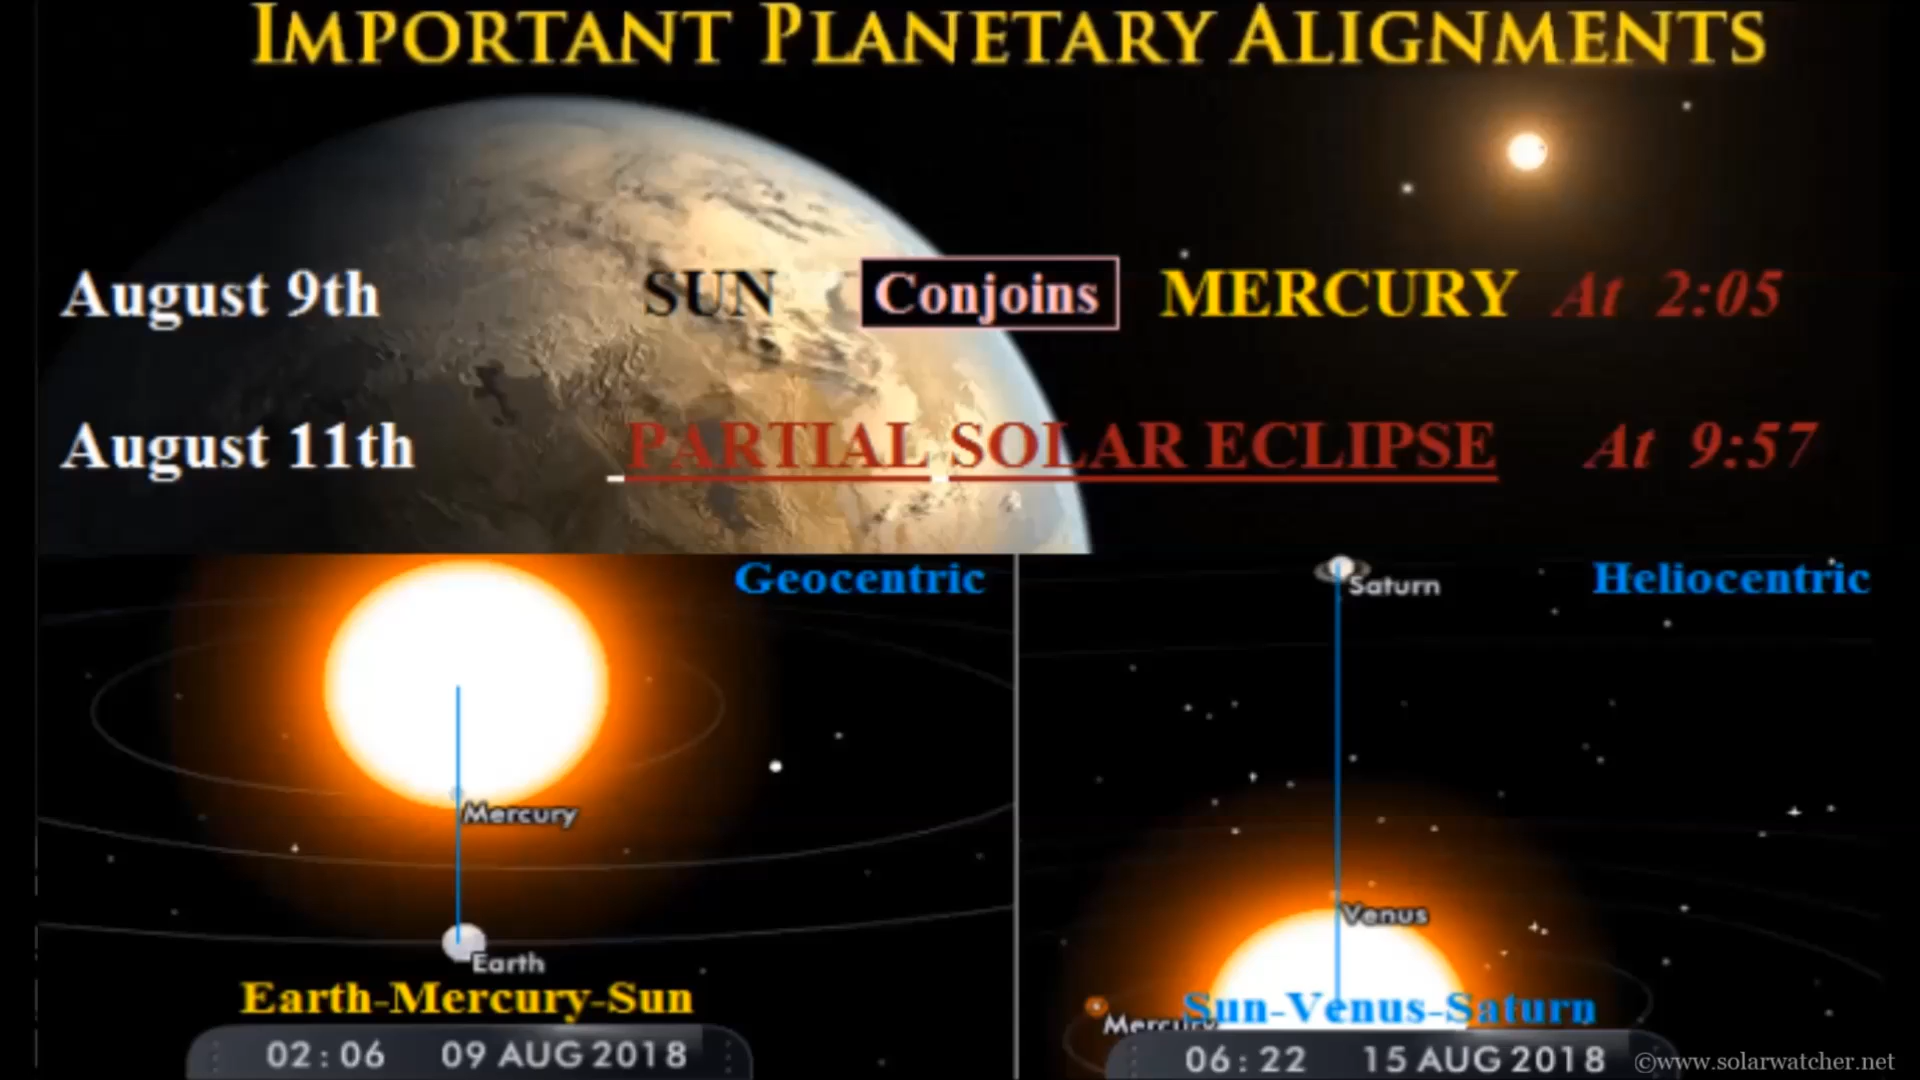 IMPORTANT PLANETARY ALIGNMENTS
August 9th SUN Conjoins MERCURY At 2:05
August 11th PARTIAL SOLAR ECLIPSE At 9:57
Geocentric
Mercury
Earth
Earth-Mercury-Sun
02:06 09 AUG 2018
Heliocentric
Saturn
Venus
Mercury
Sun-Venus-Saturn
06:22 15 AUG 2018
©www.solarwatcher.net